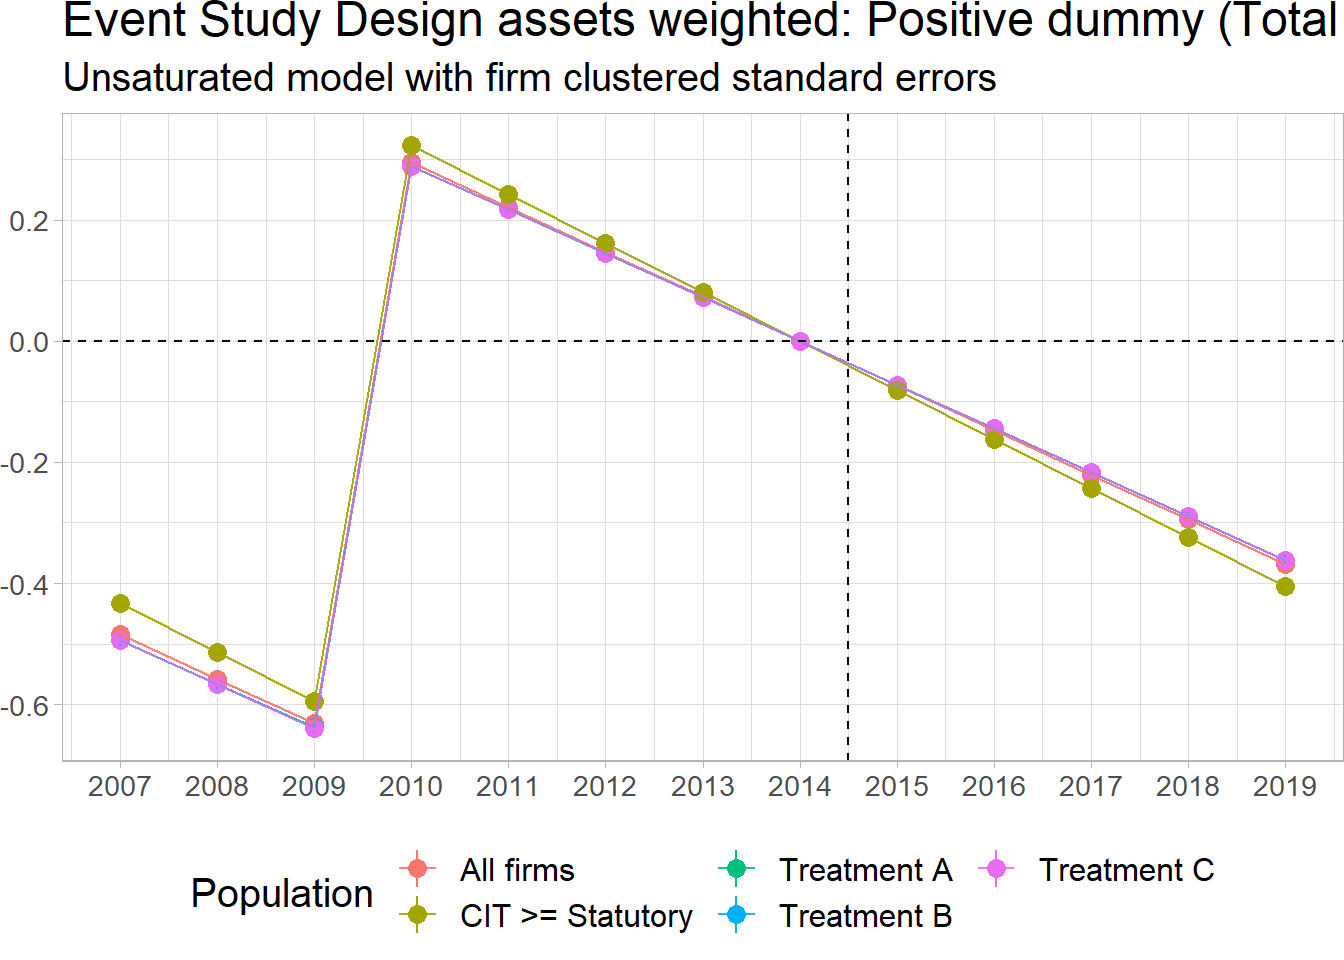 Event Study Design assets weighted: Positive dummy (Total
Unsaturated model with firm clustered standard errors
0.2
0.0
-0.2
-0.4
-0.6
2007 2008 2009 2010 2011 2012 2013 2014 2015 2016 2017 2018 2019
Population
All firms
CIT >= Statutory
Treatment A
Treatment B
Treatment C